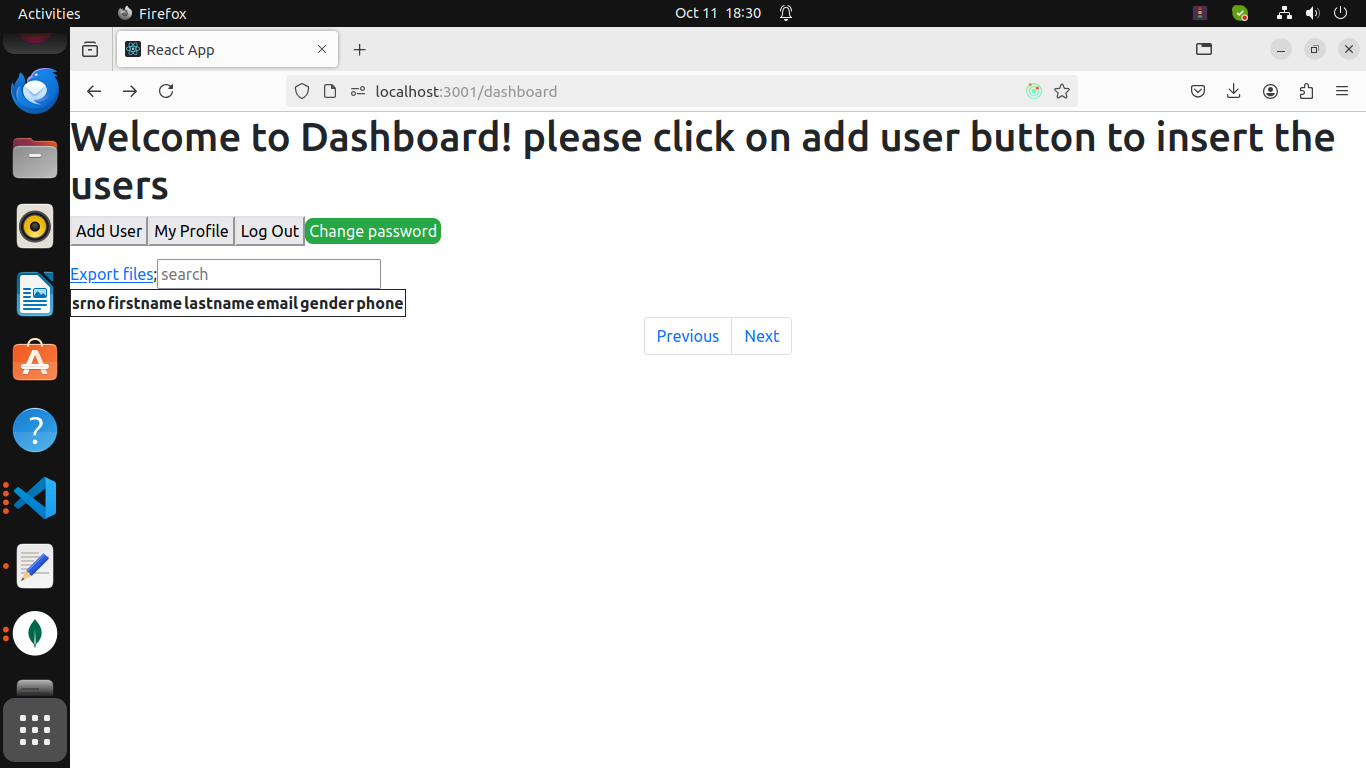 Activities Firefox Oct 11 18:30
React App
localhost:3001/dashboard
Welcome to Dashboard! please click on add user button to insert the
users
Add User My Profile Log Out Change password
Export files; search
srno firstname lastname email gender phone
Previous Next